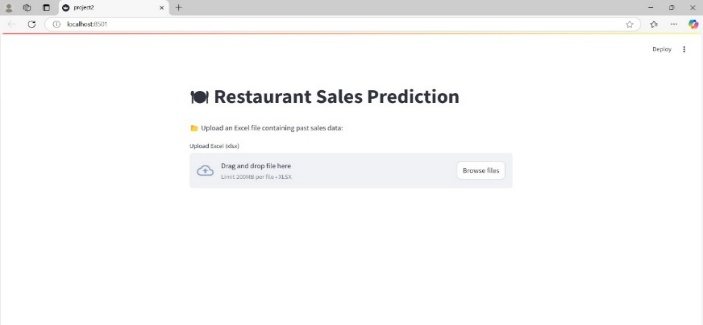 project2
localhost:8501
Deploy
🍽️ Restaurant Sales Prediction
📂 Upload an Excel file containing past sales data:
Upload Excel (xlsx)
Drag and drop file here
Limit 200MB per file • XLSX
Browse files